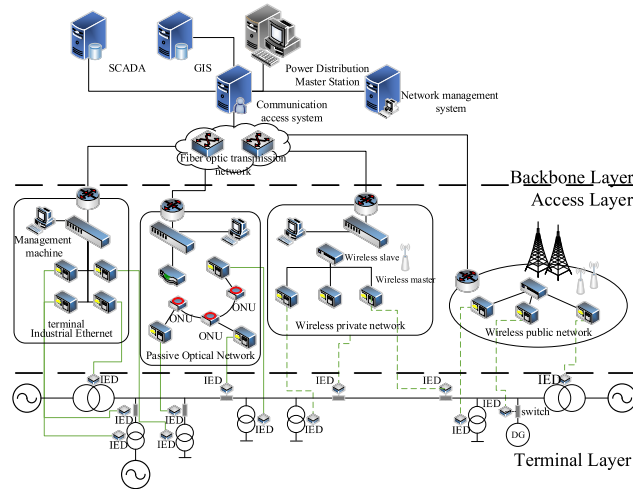 SCADA
GIS
Power Distribution
Master Station
Communication
access system
Network management
system
Fiber optic transmission
network
Backbone Layer
Access Layer
Management
machine
terminal
Industrial Ethernet
ONU
ONU
ONU
Passive Optical Network
Wireless slave
Wireless master
Wireless private network
Wireless public network
IED
IED
IED
IED
IED
IED
switch
IED
IED
IED
IED
IED
IED
DG
Terminal Layer